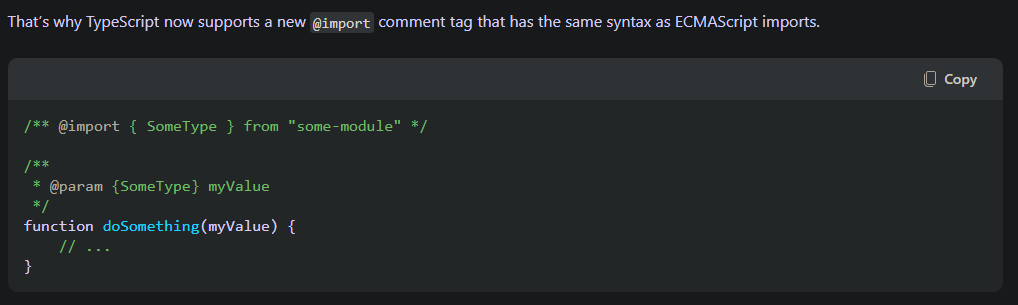 That's why TypeScript now supports a new @import comment tag that has the same syntax as ECMAScript imports.
Copy
/** @import { SomeType } from "some-module" */
/**
 * @param {SomeType} myValue
 */
function doSomething(myValue) {
    // ...
}